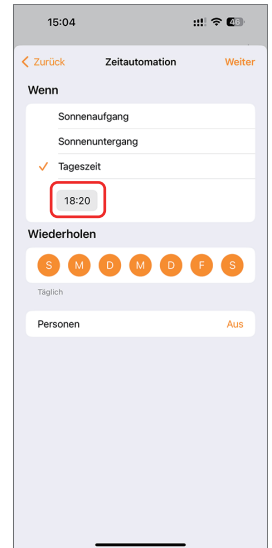 15:04
46
Zurück Zeitautomation Weiter
Wenn
Sonnenaufgang
Sonnenuntergang
Tageszeit
18:20
Wiederholen
S M D M D F S
Täglich
Personen Aus